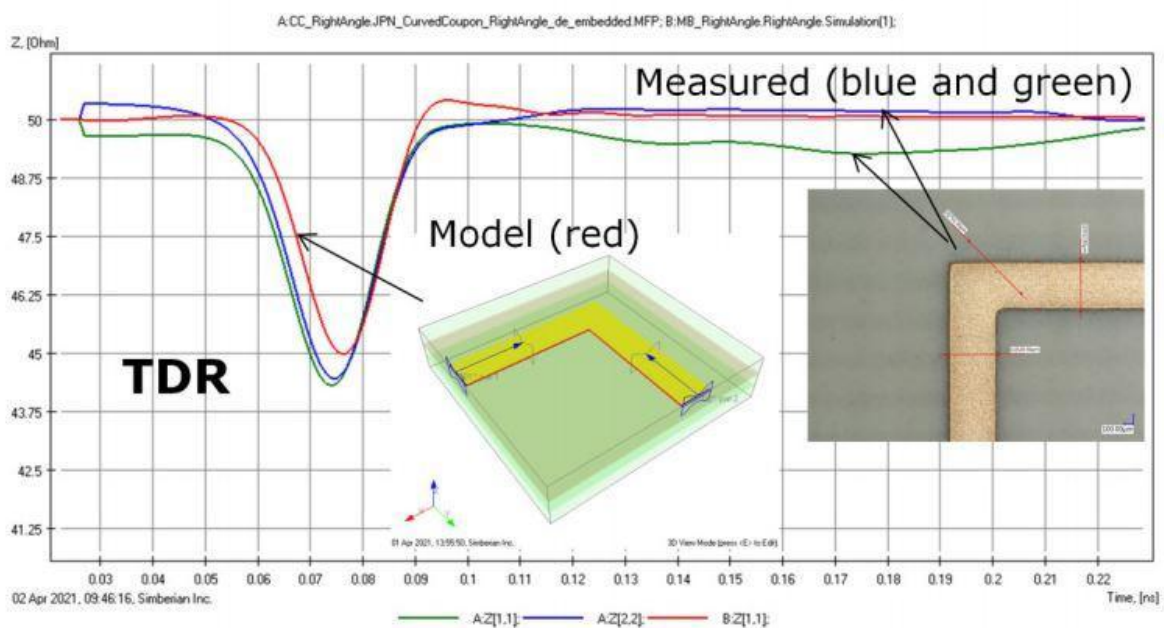 A:CC_RightAngle.JPN_CurvedCoupon_RightAngle_de_embedded.MFP; B:MB_RightAngle.RightAngle.Simulation(1);
Z, [Ohm]
Measured (blue and green)
50
48.75
47.5
46.25
45
43.75
42.5
41.25
Model (red)
TDR
100.00μm
01 Apr 2021, 13:55:50, Simberian Inc.
3D View Mode (press <E> to Edit)
0.03 0.04 0.05 0.06 0.07 0.08 0.09 0.1 0.11 0.12 0.13 0.14 0.15 0.16 0.17 0.18 0.19 0.2 0.21 0.22
02 Apr 2021, 09:46:16, Simberian Inc.
Time, [ns]
A:Z[1,1]; A:Z[2,2]; B:Z[1,1];